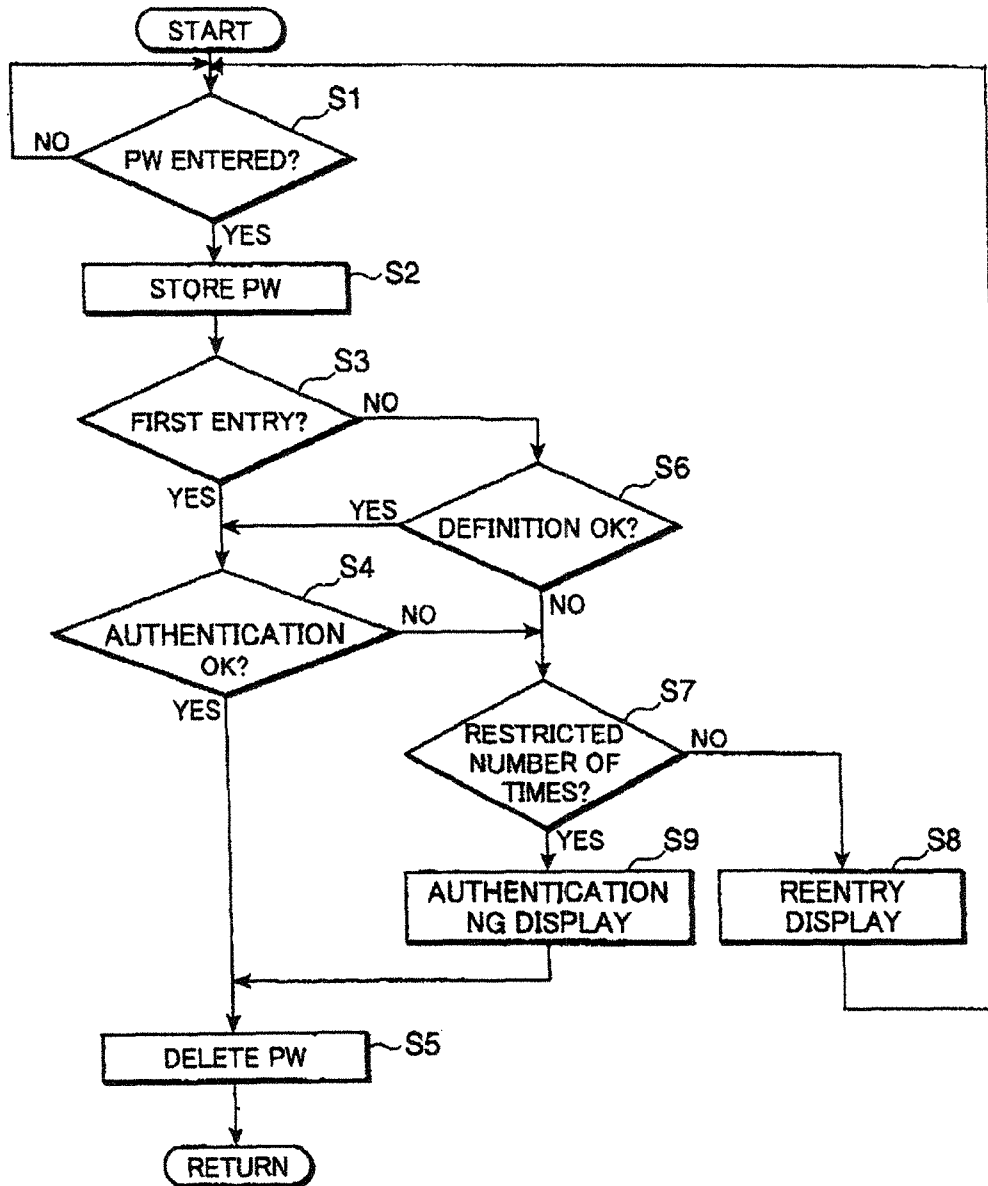 START
S1
NO
PW ENTERED?
YES
STORE PW
S2
S3
FIRST ENTRY?
NO
YES
S6
YES
DEFINITION OK?
NO
S4
AUTHENTICATION
OK?
NO
YES
S7
RESTRICTED
NUMBER OF
TIMES?
NO
YES
S9
AUTHENTICATION
NG DISPLAY
S8
REENTRY
DISPLAY
DELETE PW
S5
RETURN